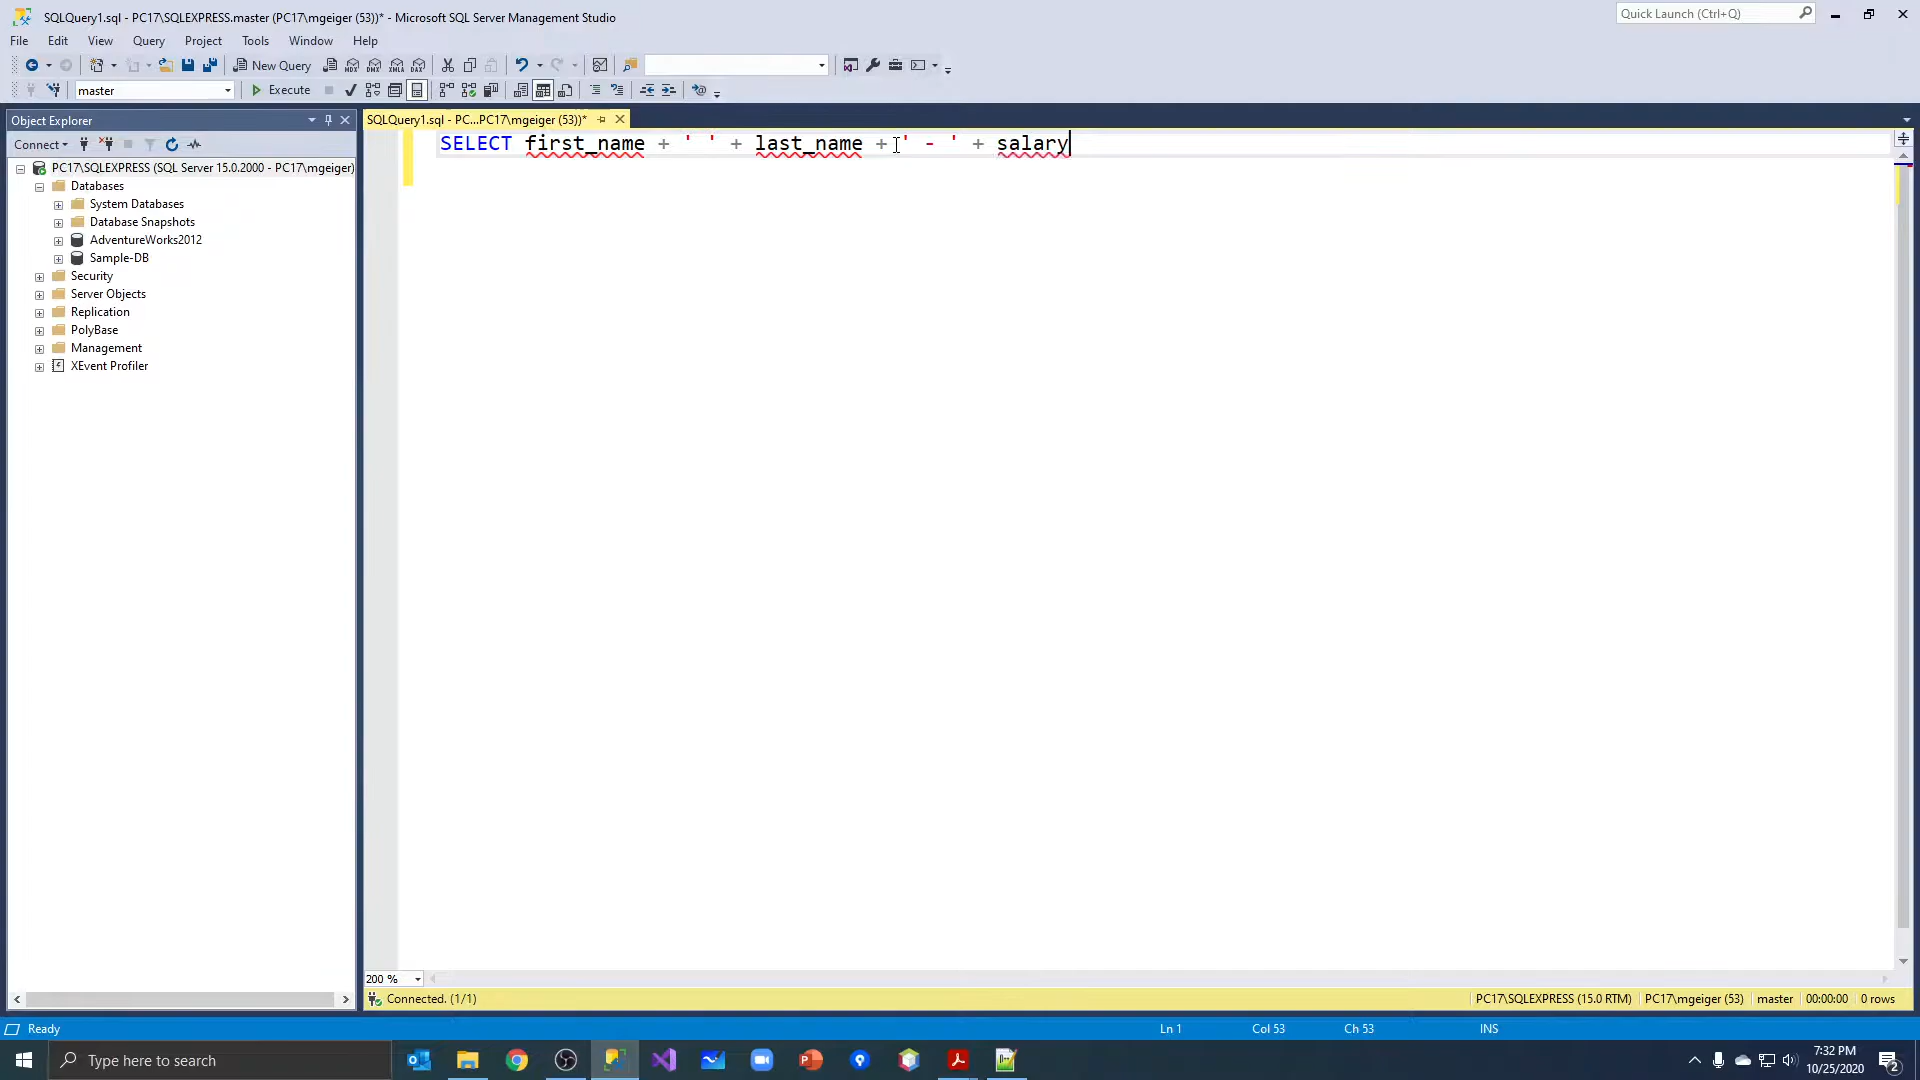 SQLQuery1.sql - PC17\SQLEXPRESS.master (PC17\mgeiger (53))* - Microsoft SQL Server Management Studio
Quick Launch (Ctrl+Q)
File Edit View Query Project Tools Window Help
New Query
master
Execute
Object Explorer
SQLQuery1.sql - PC...PC17\mgeiger (53))*
Connect
SELECT first_name + ' ' + last_name + ' - ' + salary
PC17\SQLEXPRESS (SQL Server 15.0.2000 - PC17\mgeiger)
Databases
System Databases
Database Snapshots
AdventureWorks2012
Sample-DB
Security
Server Objects
Replication
PolyBase
Management
XEvent Profiler
200 %
Connected. (1/1)
PC17\SQLEXPRESS (15.0 RTM) PC17\mgeiger (53) master 00:00:00 0 rows
Ready
Ln 1 Col 53 Ch 53 INS
Type here to search
7:32 PM
10/25/2020
2